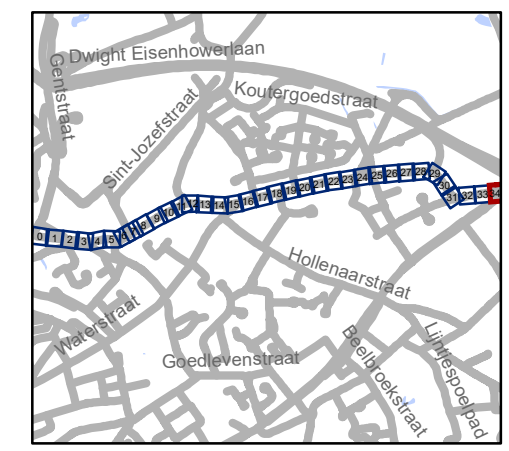 Dwight Eisenhowerlaan
Gentstraat
Koutergoedstraat
Sint-Jozefstraat
0 1 2 3 4 5 6 7 8 9 10 11 12 13 14 15 16 17 18 19 20 21 22 23 24 25 26 27 28 29 30 31 32 33 34
Hollenaarstraat
Waterstraat
Goedlevenstraat
Beelbroekstraat
Lijntjespoelpad